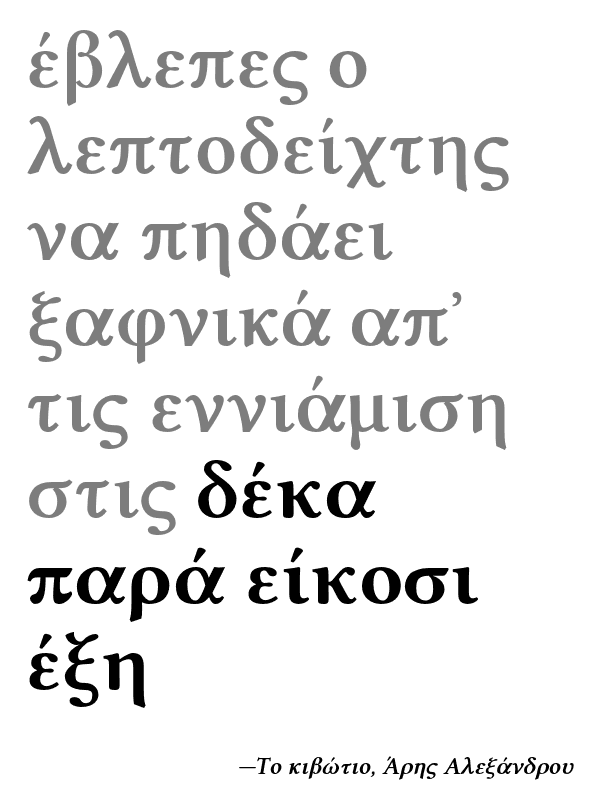 έβλεπες ο
λεπτοδείχτης
να πηδάει
ξαφνικά απ’
τις εννιάμιση
στις δέκα
παρά είκοσι
έξη
—Το κιβώτιο, Άρης Αλεξάνδρου